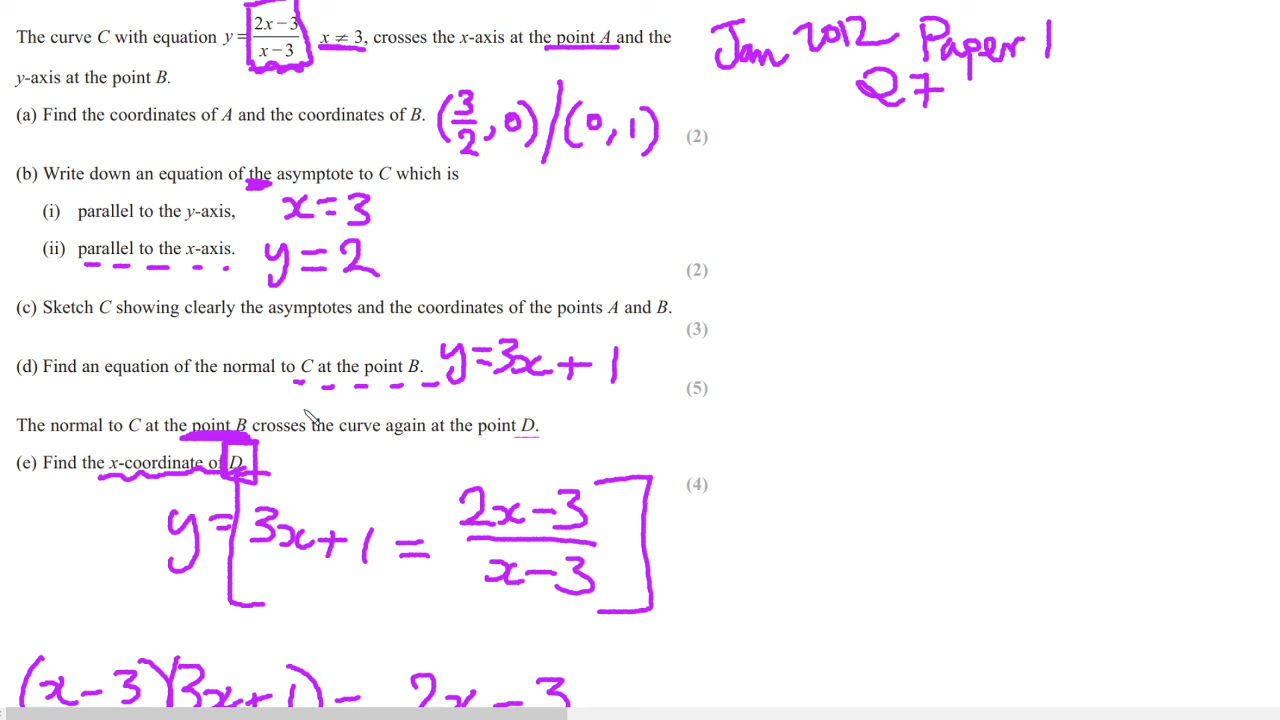 The curve C with equation y = (2x − 3)/(x − 3), x ≠ 3, crosses the x-axis at the point A and the
y-axis at the point B.
Jan 2012 Paper 1
Q7
(a) Find the coordinates of A and the coordinates of B. (3/2, 0) / (0, 1)
(2)
(b) Write down an equation of the asymptote to C which is
(i) parallel to the y-axis, x = 3
(ii) parallel to the x-axis. y = 2
(2)
(c) Sketch C showing clearly the asymptotes and the coordinates of the points A and B.
(3)
(d) Find an equation of the normal to C at the point B. y = 3x + 1
(5)
The normal to C at the point B crosses the curve again at the point D.
(e) Find the x-coordinate of D
(4)
y = [3x + 1 = (2x − 3)/(x − 3)]
(x − 3)(3x + 1) = 2x − 3